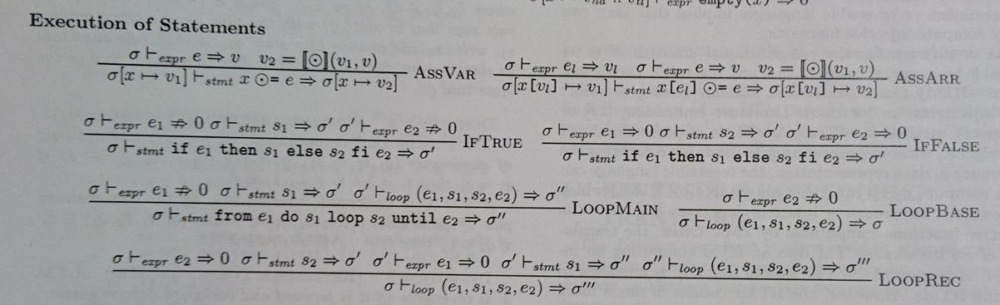 empty(x) ⇒ 0
Execution of Statements
σ ⊢expr e ⇒ v v₂ = ⟦⊙⟧(v₁, v)
σ[x ↦ v₁] ⊢stmt x ⊙= e ⇒ σ[x ↦ v₂] AssVar
σ ⊢expr eₗ ⇒ vₗ σ ⊢expr e ⇒ v v₂ = ⟦⊙⟧(v₁, v)
σ[x[vₗ] ↦ v₁] ⊢stmt x[eₗ] ⊙= e ⇒ σ[x[vₗ] ↦ v₂] AssArr
σ ⊢expr e₁ ⇏ 0 σ ⊢stmt s₁ ⇒ σ′ σ′ ⊢expr e₂ ⇏ 0
σ ⊢stmt if e₁ then s₁ else s₂ fi e₂ ⇒ σ′ IfTrue
σ ⊢expr e₁ ⇒ 0 σ ⊢stmt s₂ ⇒ σ′ σ′ ⊢expr e₂ ⇒ 0
σ ⊢stmt if e₁ then s₁ else s₂ fi e₂ ⇒ σ′ IfFalse
σ ⊢expr e₁ ⇏ 0 σ ⊢stmt s₁ ⇒ σ′ σ′ ⊢loop (e₁, s₁, s₂, e₂) ⇒ σ″
σ ⊢stmt from e₁ do s₁ loop s₂ until e₂ ⇒ σ″ LoopMain
σ ⊢expr e₂ ⇏ 0
σ ⊢loop (e₁, s₁, s₂, e₂) ⇒ σ LoopBase
σ ⊢expr e₂ ⇒ 0 σ ⊢stmt s₂ ⇒ σ′ σ′ ⊢expr e₁ ⇒ 0 σ′ ⊢stmt s₁ ⇒ σ″ σ″ ⊢loop (e₁, s₁, s₂, e₂) ⇒ σ‴
σ ⊢loop (e₁, s₁, s₂, e₂) ⇒ σ‴ LoopRec